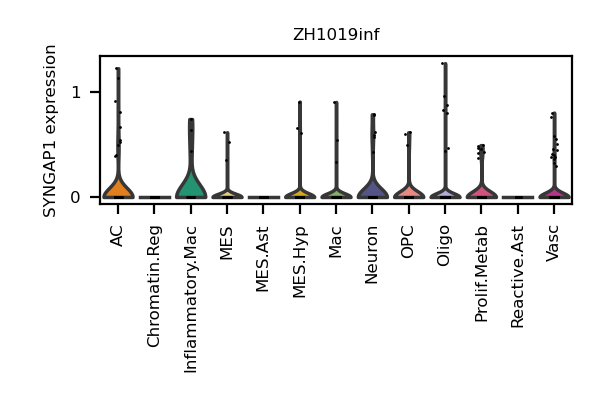 ZH1019inf
SYNGAP1 expression
1
0
AC
Chromatin.Reg
Inflammatory.Mac
MES
MES.Ast
MES.Hyp
Mac
Neuron
OPC
Oligo
Prolif.Metab
Reactive.Ast
Vasc